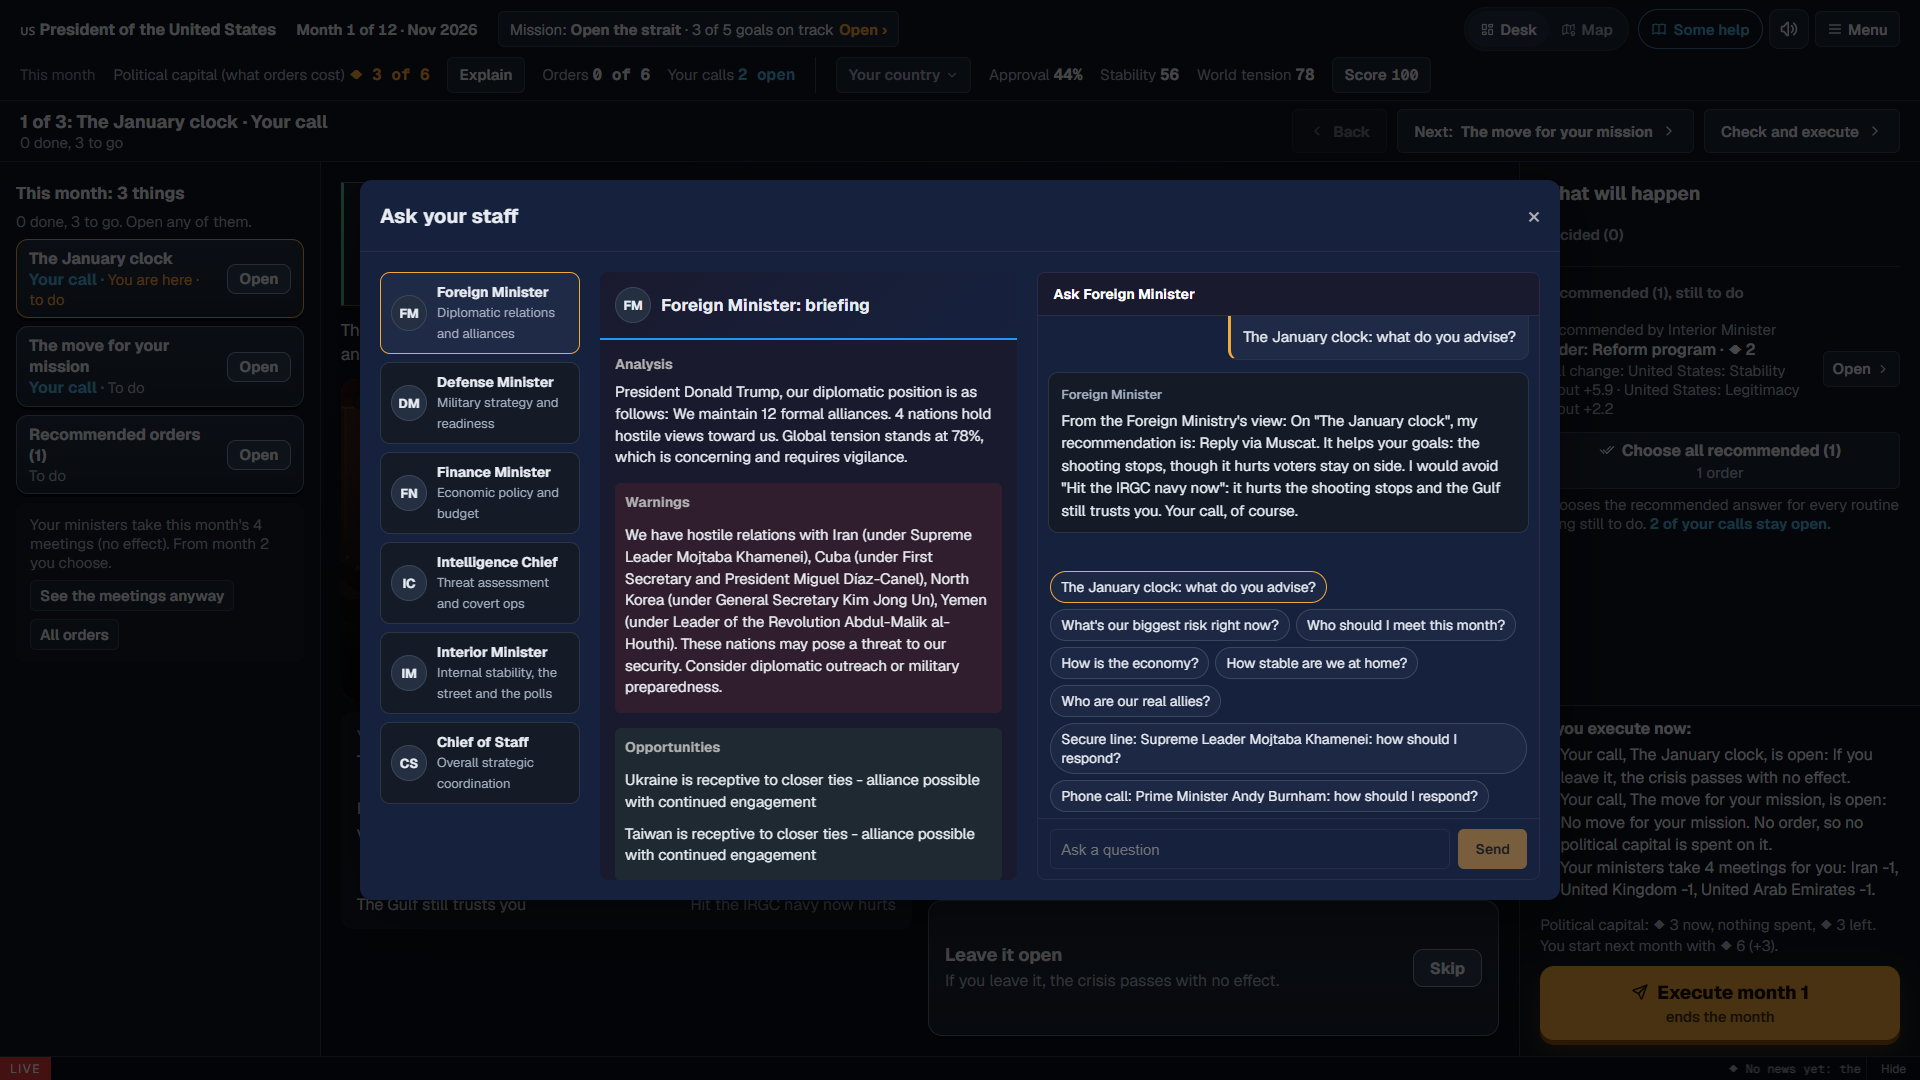 US President of the United States
Month 1 of 12 · Nov 2026
Mission: Open the strait · 3 of 5 goals on track Open ›
Desk
Map
Some help
Menu
This month
Political capital (what orders cost) ◆ 3 of 6
Explain
Orders 0 of 6
Your calls 2 open
Your country
Approval 44%
Stability 56
World tension 78
Score 100
1 of 3: The January clock · Your call
0 done, 3 to go
Back
Next: The move for your mission
Check and execute
This month: 3 things
0 done, 3 to go. Open any of them.
The January clock
Your call · You are here ·
to do
Open
The move for your
mission
Your call · To do
Open
Recommended orders
(1)
To do
Open
Your ministers take this month's 4
meetings (no effect). From month 2
you choose.
See the meetings anyway
All orders
Ask your staff
×
FM
Foreign Minister
Diplomatic relations
and alliances
DM
Defense Minister
Military strategy and
readiness
FN
Finance Minister
Economic policy and
budget
IC
Intelligence Chief
Threat assessment
and covert ops
IM
Interior Minister
Internal stability, the
street and the polls
CS
Chief of Staff
Overall strategic
coordination
FM
Foreign Minister: briefing
Analysis
President Donald Trump, our diplomatic position is as
follows: We maintain 12 formal alliances. 4 nations hold
hostile views toward us. Global tension stands at 78%,
which is concerning and requires vigilance.
Warnings
We have hostile relations with Iran (under Supreme
Leader Mojtaba Khamenei), Cuba (under First
Secretary and President Miguel Díaz-Canel), North
Korea (under General Secretary Kim Jong Un), Yemen
(under Leader of the Revolution Abdul-Malik al-
Houthi). These nations may pose a threat to our
security. Consider diplomatic outreach or military
preparedness.
Opportunities
Ukraine is receptive to closer ties - alliance possible
with continued engagement
Taiwan is receptive to closer ties - alliance possible
with continued engagement
Ask Foreign Minister
The January clock: what do you advise?
Foreign Minister
From the Foreign Ministry's view: On "The January clock", my
recommendation is: Reply via Muscat. It helps your goals: the
shooting stops, though it hurts voters stay on side. I would avoid
"Hit the IRGC navy now": it hurts the shooting stops and the Gulf
still trusts you. Your call, of course.
The January clock: what do you advise?
What's our biggest risk right now?
Who should I meet this month?
How is the economy?
How stable are we at home?
Who are our real allies?
Secure line: Supreme Leader Mojtaba Khamenei: how should I
respond?
Phone call: Prime Minister Andy Burnham: how should I respond?
Ask a question
Send
Th
an
The Gulf still trusts you
Hit the IRGC navy now hurts
Leave it open
If you leave it, the crisis passes with no effect.
Skip
hat will happen
cided (0)
commended (1), still to do
commended by Interior Minister
der: Reform program · ◆ 2
ll change: United States: Stability
out +5.9 · United States: Legitimacy
out +2.2
Open
Choose all recommended (1)
1 order
ooses the recommended answer for every routine
ng still to do. 2 of your calls stay open.
you execute now:
Your call, The January clock, is open: If you
leave it, the crisis passes with no effect.
Your call, The move for your mission, is open:
No move for your mission. No order, so no
political capital is spent on it.
Your ministers take 4 meetings for you: Iran -1,
United Kingdom -1, United Arab Emirates -1.
Political capital: ◆ 3 now, nothing spent, ◆ 3 left.
You start next month with ◆ 6 (+3).
Execute month 1
ends the month
LIVE
◆ No news yet: the
Hide